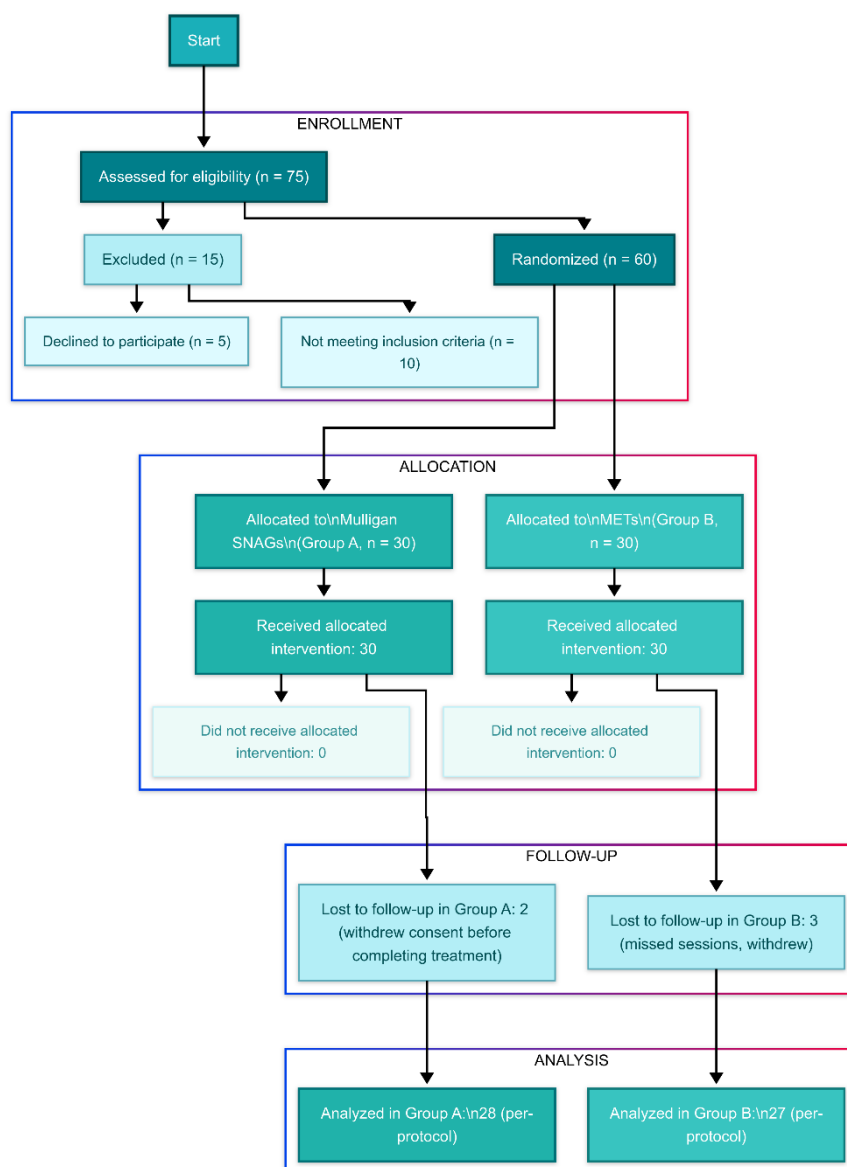 Start
ENROLLMENT
Assessed for eligibility (n = 75)
Excluded (n = 15)
Randomized (n = 60)
Declined to participate (n = 5)
Not meeting inclusion criteria (n =
10)
ALLOCATION
Allocated to\nMulligan
SNAGs\n(Group A, n = 30)
Allocated to\nMETs\n(Group B,
n = 30)
Received allocated
intervention: 30
Received allocated
intervention: 30
Did not receive allocated
intervention: 0
Did not receive allocated
intervention: 0
FOLLOW-UP
Lost to follow-up in Group A: 2
(withdrew consent before
completing treatment)
Lost to follow-up in Group B: 3
(missed sessions, withdrew)
ANALYSIS
Analyzed in Group A:\n28 (per-
protocol)
Analyzed in Group B:\n27 (per-
protocol)